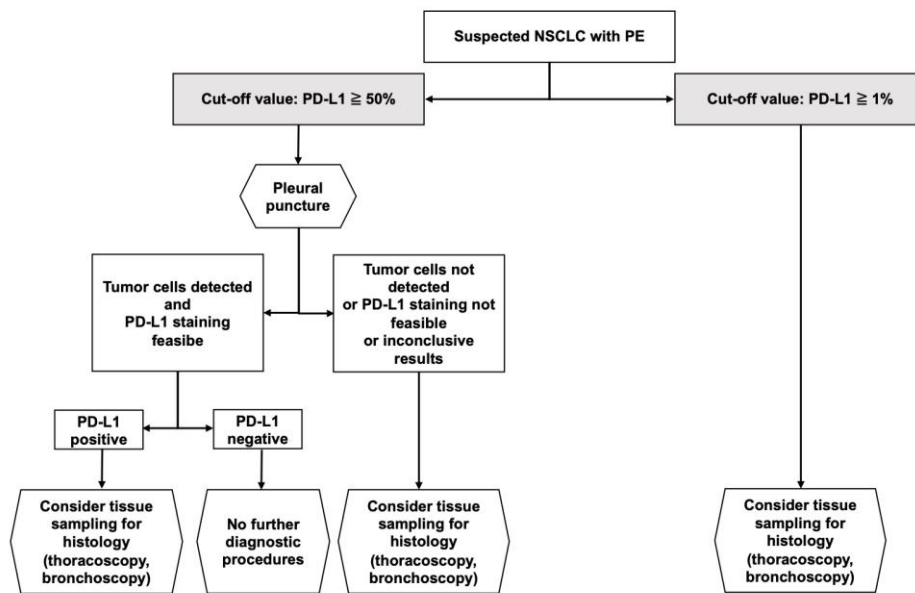 Suspected NSCLC with PE
Cut-off value: PD-L1 ≧ 50%
Cut-off value: PD-L1 ≧ 1%
Pleural
puncture
Tumor cells detected
and
PD-L1 staining
feasibe
Tumor cells not
detected
or PD-L1 staining not
feasible
or inconclusive
results
PD-L1
positive
PD-L1
negative
Consider tissue
sampling for
histology
(thoracoscopy,
bronchoscopy)
No further
diagnostic
procedures
Consider tissue
sampling for
histology
(thoracoscopy,
bronchoscopy)
Consider tissue
sampling for
histology
(thoracoscopy,
bronchoscopy)